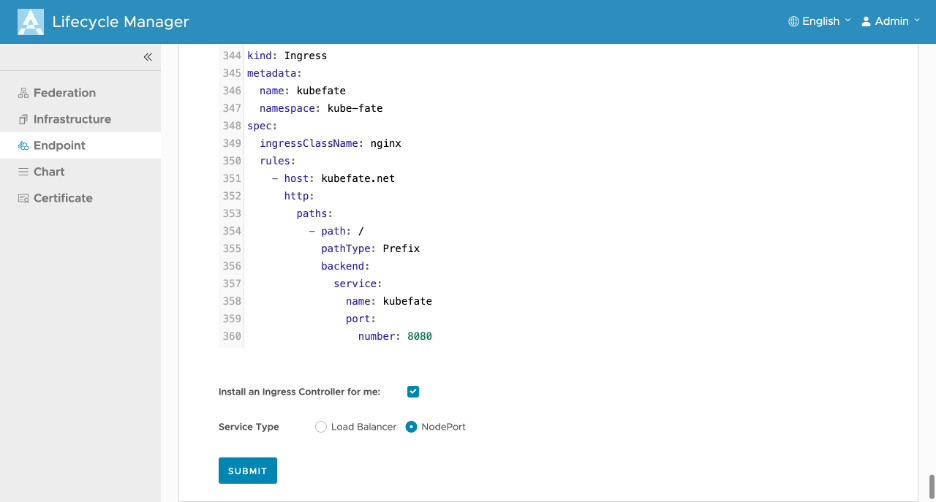 Lifecycle Manager
English
Admin
Federation
Infrastructure
Endpoint
Chart
Certificate
344 kind: Ingress
345 metadata:
346   name: kubefate
347   namespace: kube-fate
348 spec:
349   ingressClassName: nginx
350   rules:
351     - host: kubefate.net
352       http:
353         paths:
354           - path: /
355             pathType: Prefix
356             backend:
357               service:
358                 name: kubefate
359                 port:
360                   number: 8080
Install an Ingress Controller for me:
Service Type Load Balancer NodePort
SUBMIT